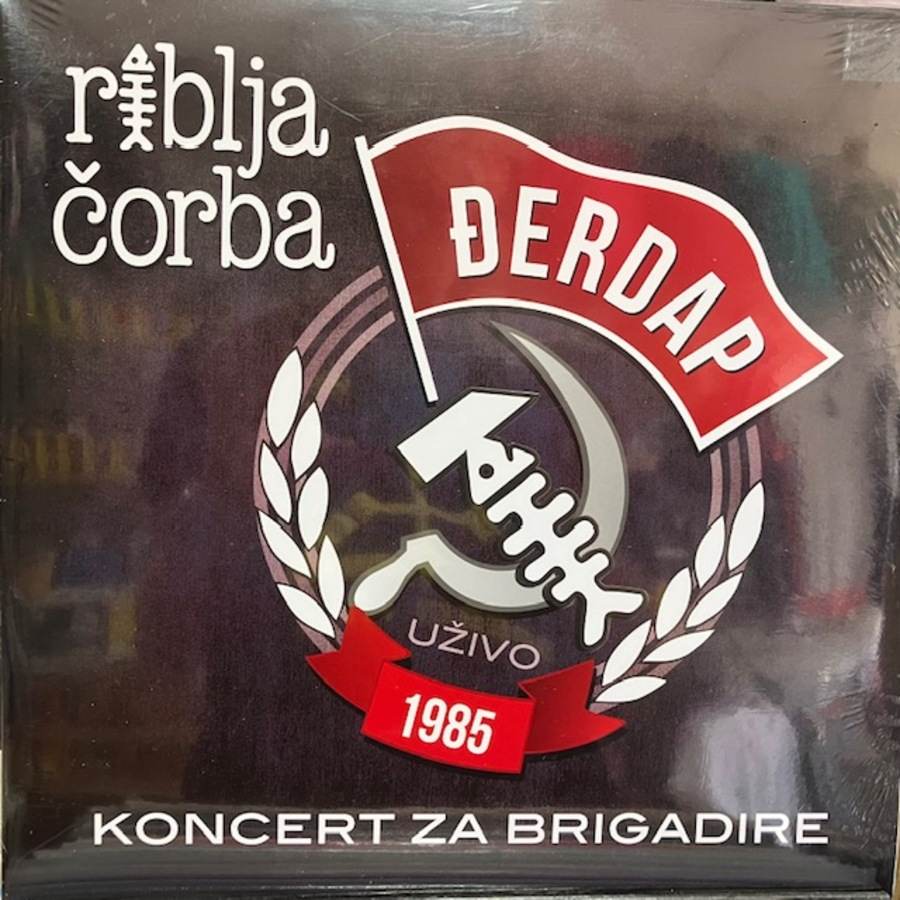 riblja
čorba
ĐERDAP
UŽIVO
1985
KONCERT ZA BRIGADIRE